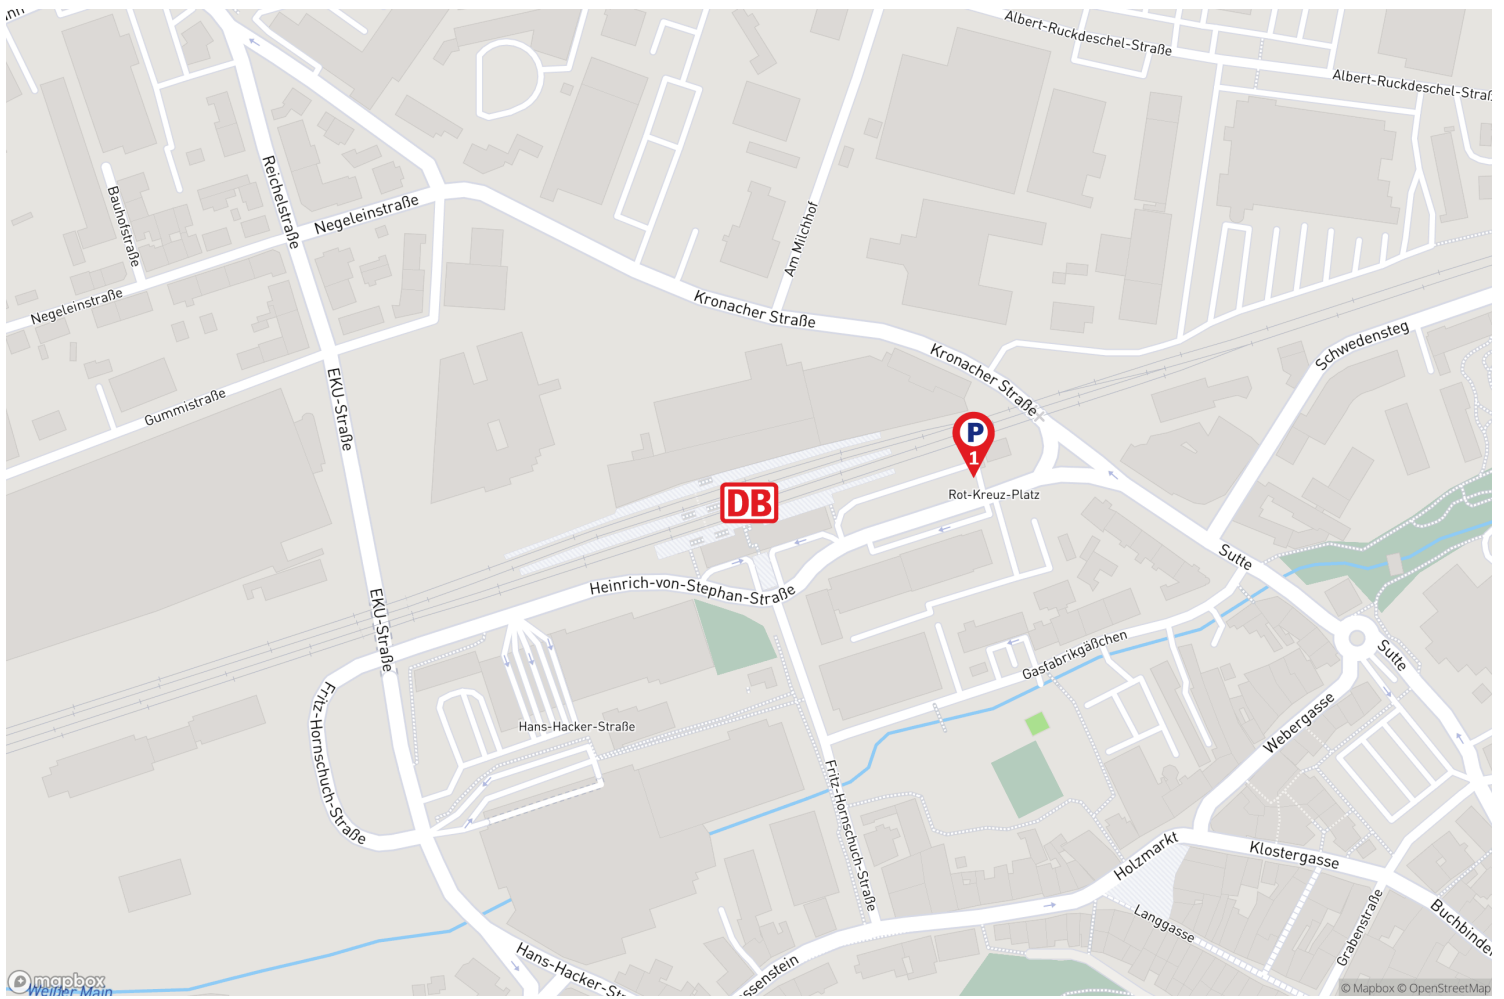 Albert-Ruckdeschel-Straße
Albert-Ruckdeschel-Straß
Reichelstraße
Bauhofstraße
Negeleinstraße
Negeleinstraße
Am Milchhof
Kronacher Straße
Kronacher Straße
Schwedensteg
EKU-Straße
Gummistraße
P
1
DB
Rot-Kreuz-Platz
Sutte
Heinrich-von-Stephan-Straße
EKU-Straße
Gasfabrikgäßchen
Sutte
Fritz-Hornschuch-Straße
Hans-Hacker-Straße
Webergasse
Fritz-Hornschuch-Straße
Holzmarkt
Klostergasse
Langgasse
Grabenstraße
Buchbinder
Hans-Hacker-Str
ssenstein
mapbox
Weißer Main
© Mapbox © OpenStreetMap